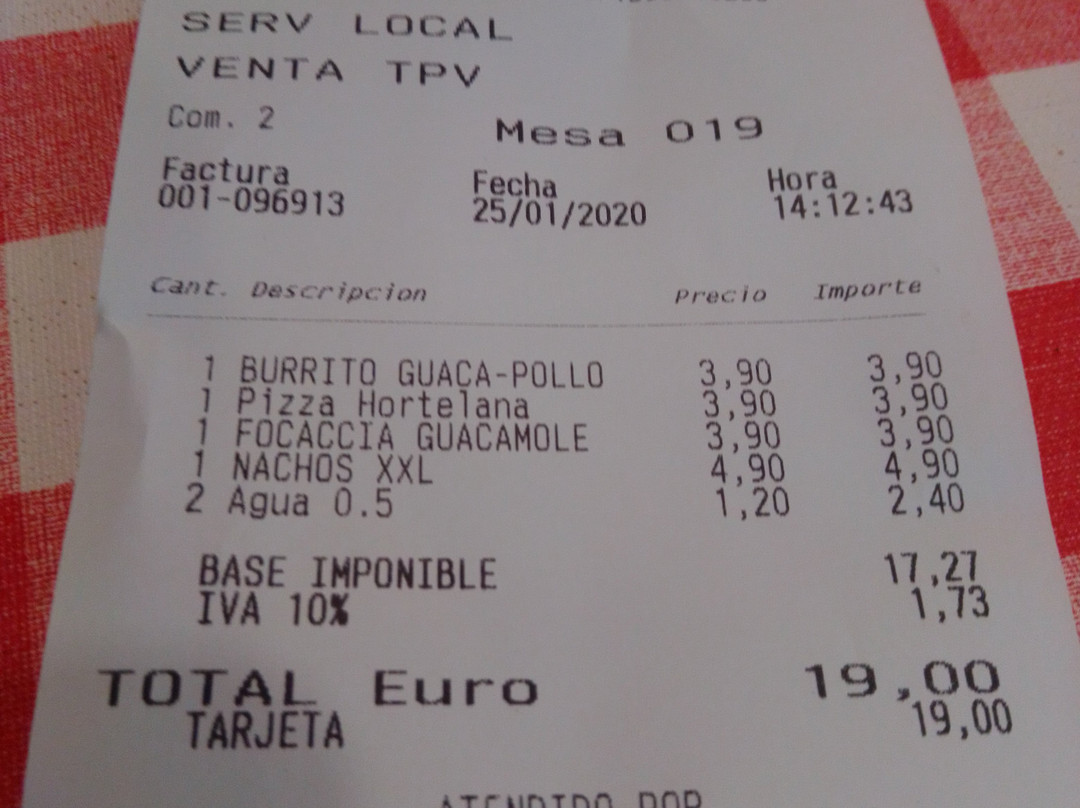 SERV LOCAL
VENTA TPV
Com. 2 Mesa 019
Factura Fecha Hora
001-096913 25/01/2020 14:12:43
Cant. Descripcion Precio Importe
1 BURRITO GUACA-POLLO 3,90 3,90
1 Pizza Hortelana 3,90 3,90
1 FOCACCIA GUACAMOLE 3,90 3,90
1 NACHOS XXL 4,90 4,90
2 Agua 0.5 1,20 2,40
BASE IMPONIBLE 17,27
IVA 10% 1,73
TOTAL Euro 19,00
TARJETA 19,00
ATENDIDO POR